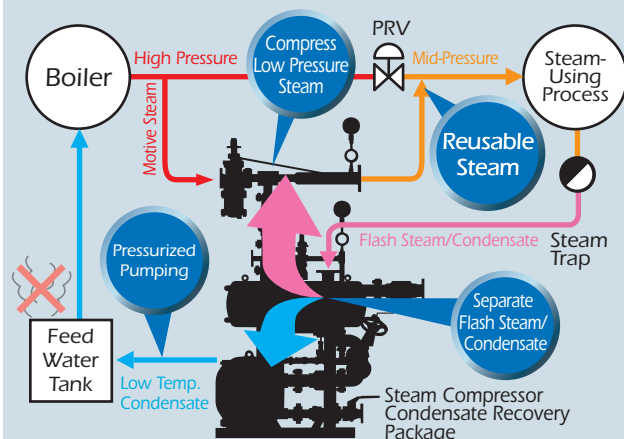 Boiler
High Pressure
Compress
Low Pressure
Steam
PRV
Mid-Pressure
Steam-
Using
Process
Motive Steam
Reusable
Steam
Flash Steam/Condensate
Steam
Trap
Pressurized
Pumping
Separate
Flash Steam/
Condensate
Feed
Water
Tank
Low Temp.
Condensate
Steam Compressor
Condensate Recovery
Package